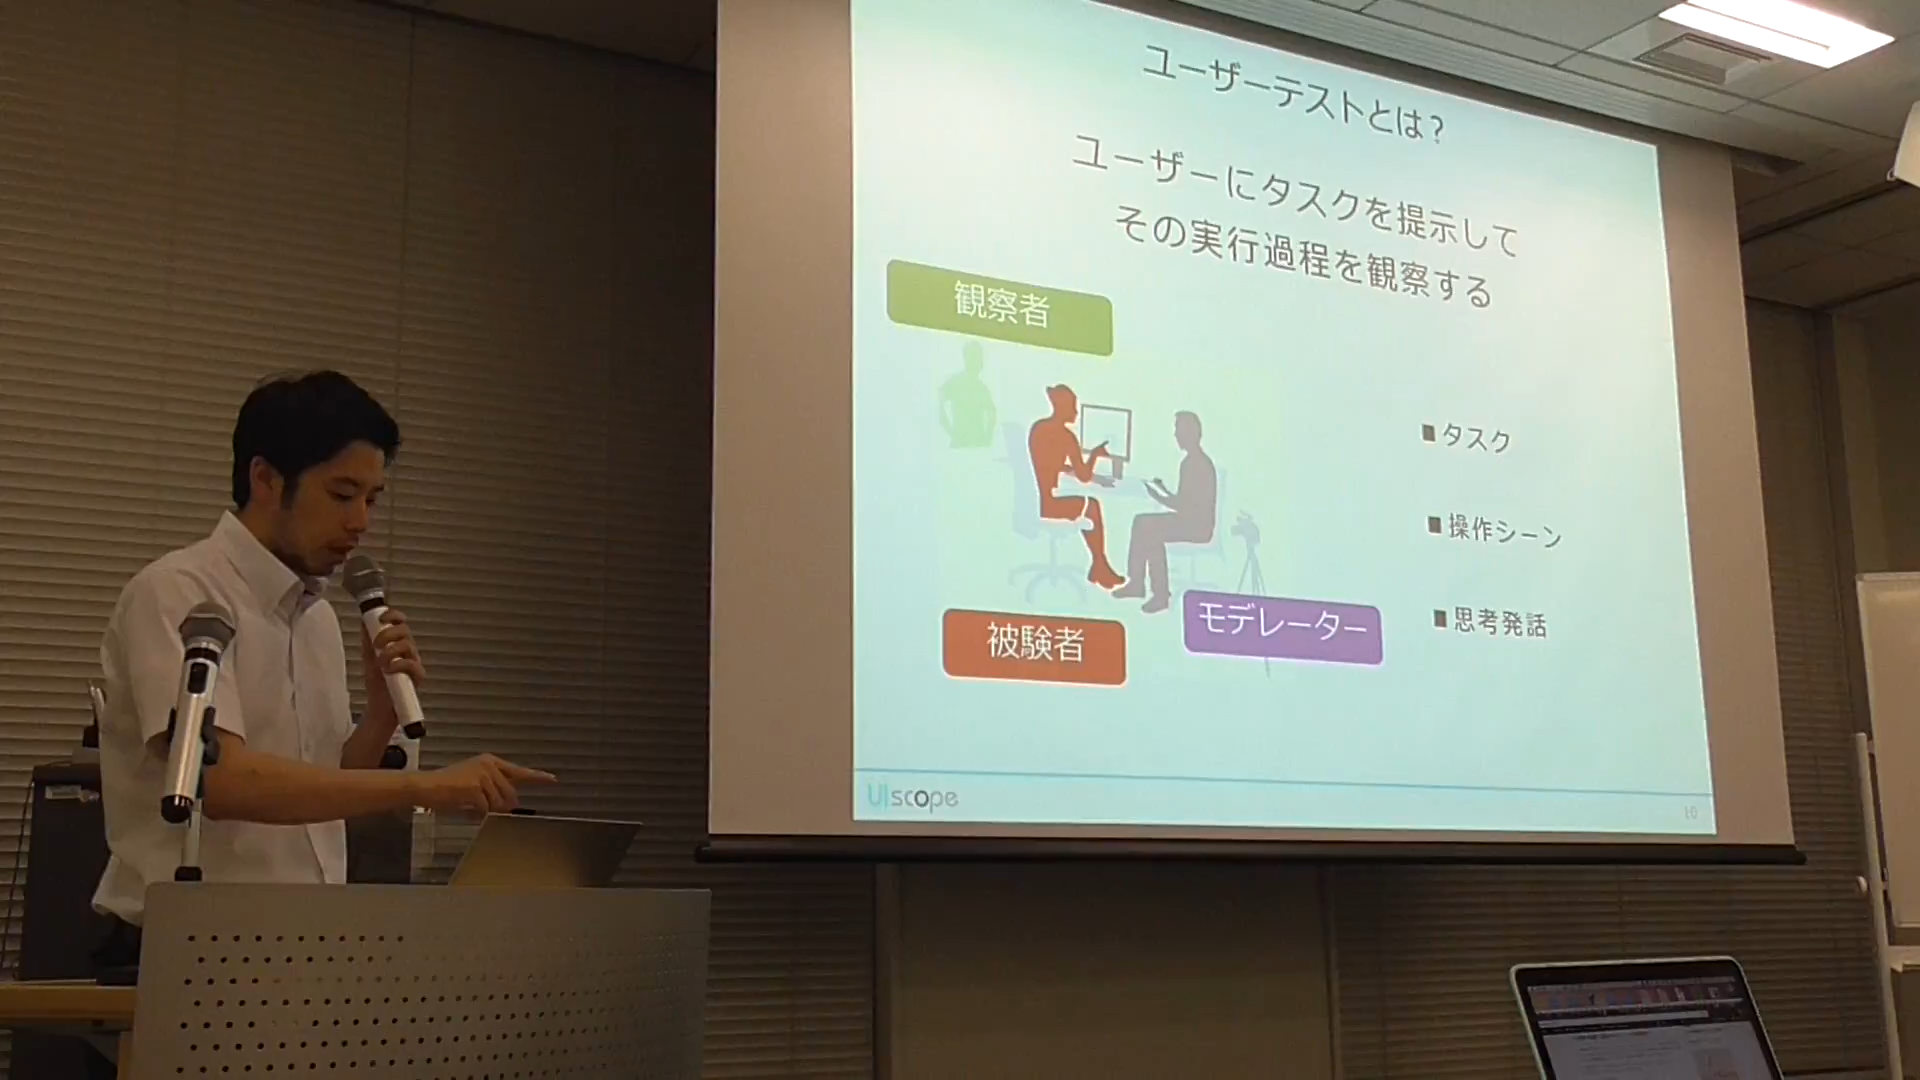 ユーザーテストとは？
ユーザーにタスクを提示して
その実行過程を観察する
観察者
■タスク
■操作シーン
■思考発話
モデレーター
被験者
UIscope
10